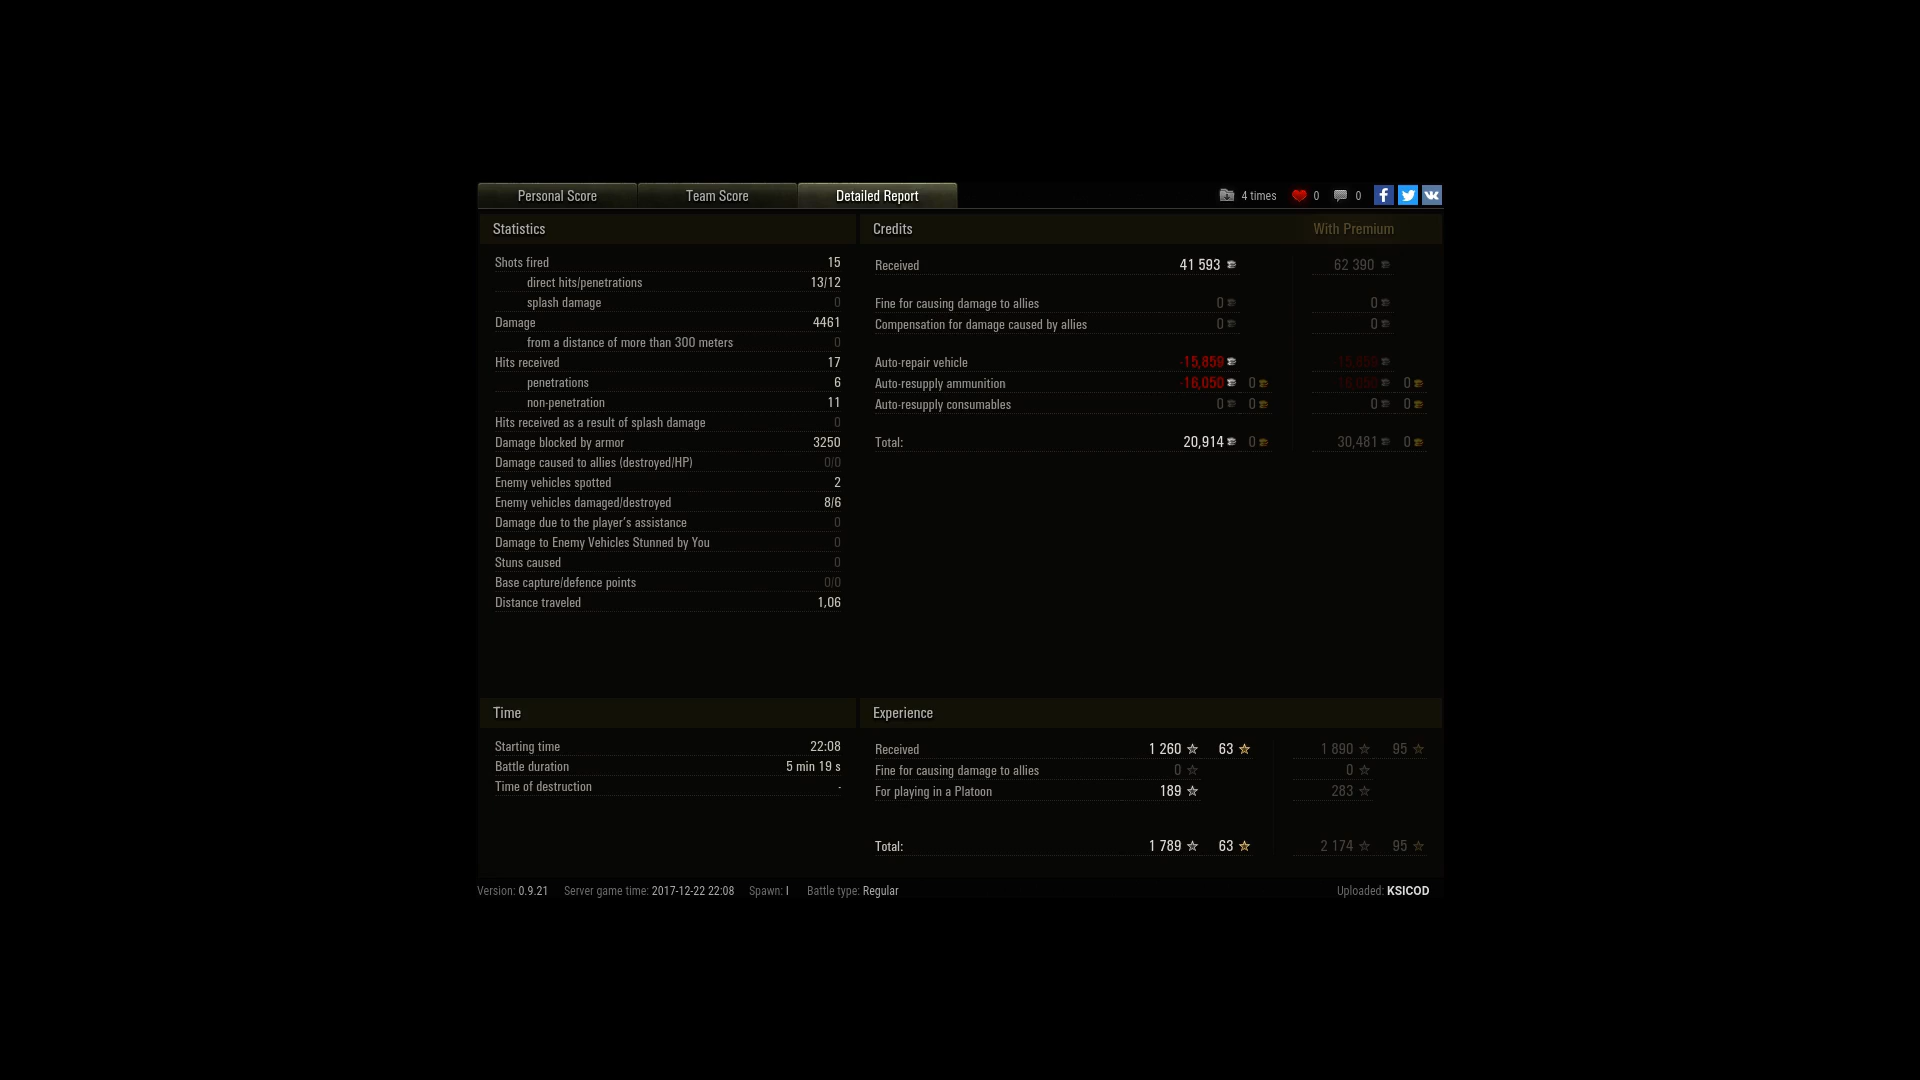 Personal Score Team Score Detailed Report 4 times 0 0
Statistics
Shots fired 15
direct hits/penetrations 13/12
splash damage 0
Damage 4461
from a distance of more than 300 meters 0
Hits received 17
penetrations 6
non-penetration 11
Hits received as a result of splash damage 0
Damage blocked by armor 3250
Damage caused to allies (destroyed/HP) 0/0
Enemy vehicles spotted 2
Enemy vehicles damaged/destroyed 8/6
Damage due to the player's assistance 0
Damage to Enemy Vehicles Stunned by You 0
Stuns caused 0
Base capture/defence points 0/0
Distance traveled 1,06
Credits With Premium
Received 41 593 62 390
Fine for causing damage to allies 0 0
Compensation for damage caused by allies 0 0
Auto-repair vehicle -15,859 15,859
Auto-resupply ammunition -16,050 0 16,050 0
Auto-resupply consumables 0 0 0 0
Total: 20,914 0 30,481 0
Time
Starting time 22:08
Battle duration 5 min 19 s
Time of destruction -
Experience
Received 1 260 63 1 890 95
Fine for causing damage to allies 0 0
For playing in a Platoon 189 283
Total: 1 789 63 2 174 95
Version: 0.9.21 Server game time: 2017-12-22 22:08 Spawn: I Battle type: Regular Uploaded: KSICOD